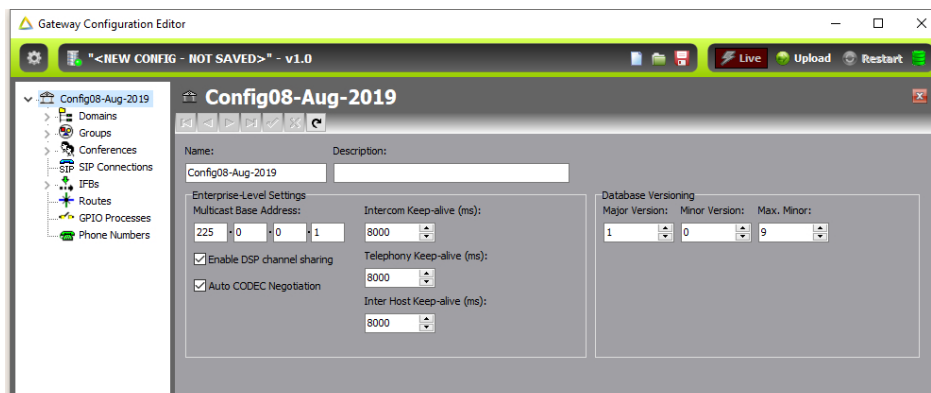 Gateway Configuration Editor
"<NEW CONFIG - NOT SAVED>" - v1.0
Live
Upload
Restart
Config08-Aug-2019
Domains
Groups
Conferences
SIP SIP Connections
IFBs
Routes
GPIO Processes
Phone Numbers
Config08-Aug-2019
Name: Description:
Config08-Aug-2019
Enterprise-Level Settings
Multicast Base Address: Intercom Keep-alive (ms):
225 . 0 . 0 . 1 8000
Enable DSP channel sharing
Telephony Keep-alive (ms):
8000
Auto CODEC Negotiation
Inter Host Keep-alive (ms):
8000
Database Versioning
Major Version: Minor Version: Max. Minor:
1 0 9